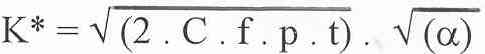 K* = √(2 . C . f . p . t) . √(α)